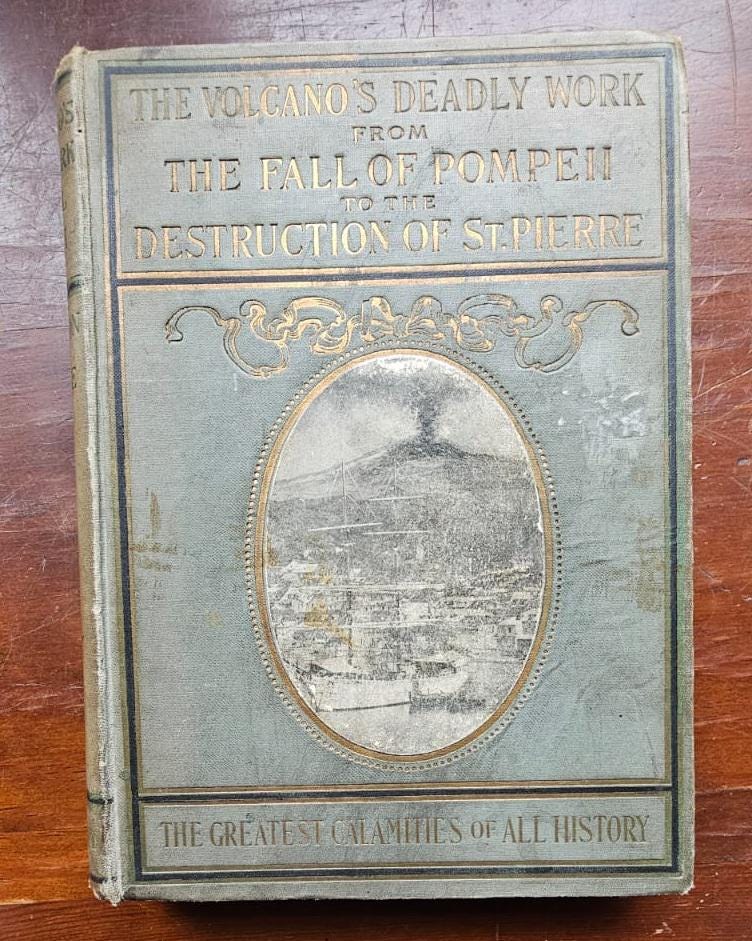 THE VOLCANO'S DEADLY WORK
FROM
THE FALL OF POMPEII
TO THE
DESTRUCTION OF ST. PIERRE
THE GREATEST CALAMITIES OF ALL HISTORY